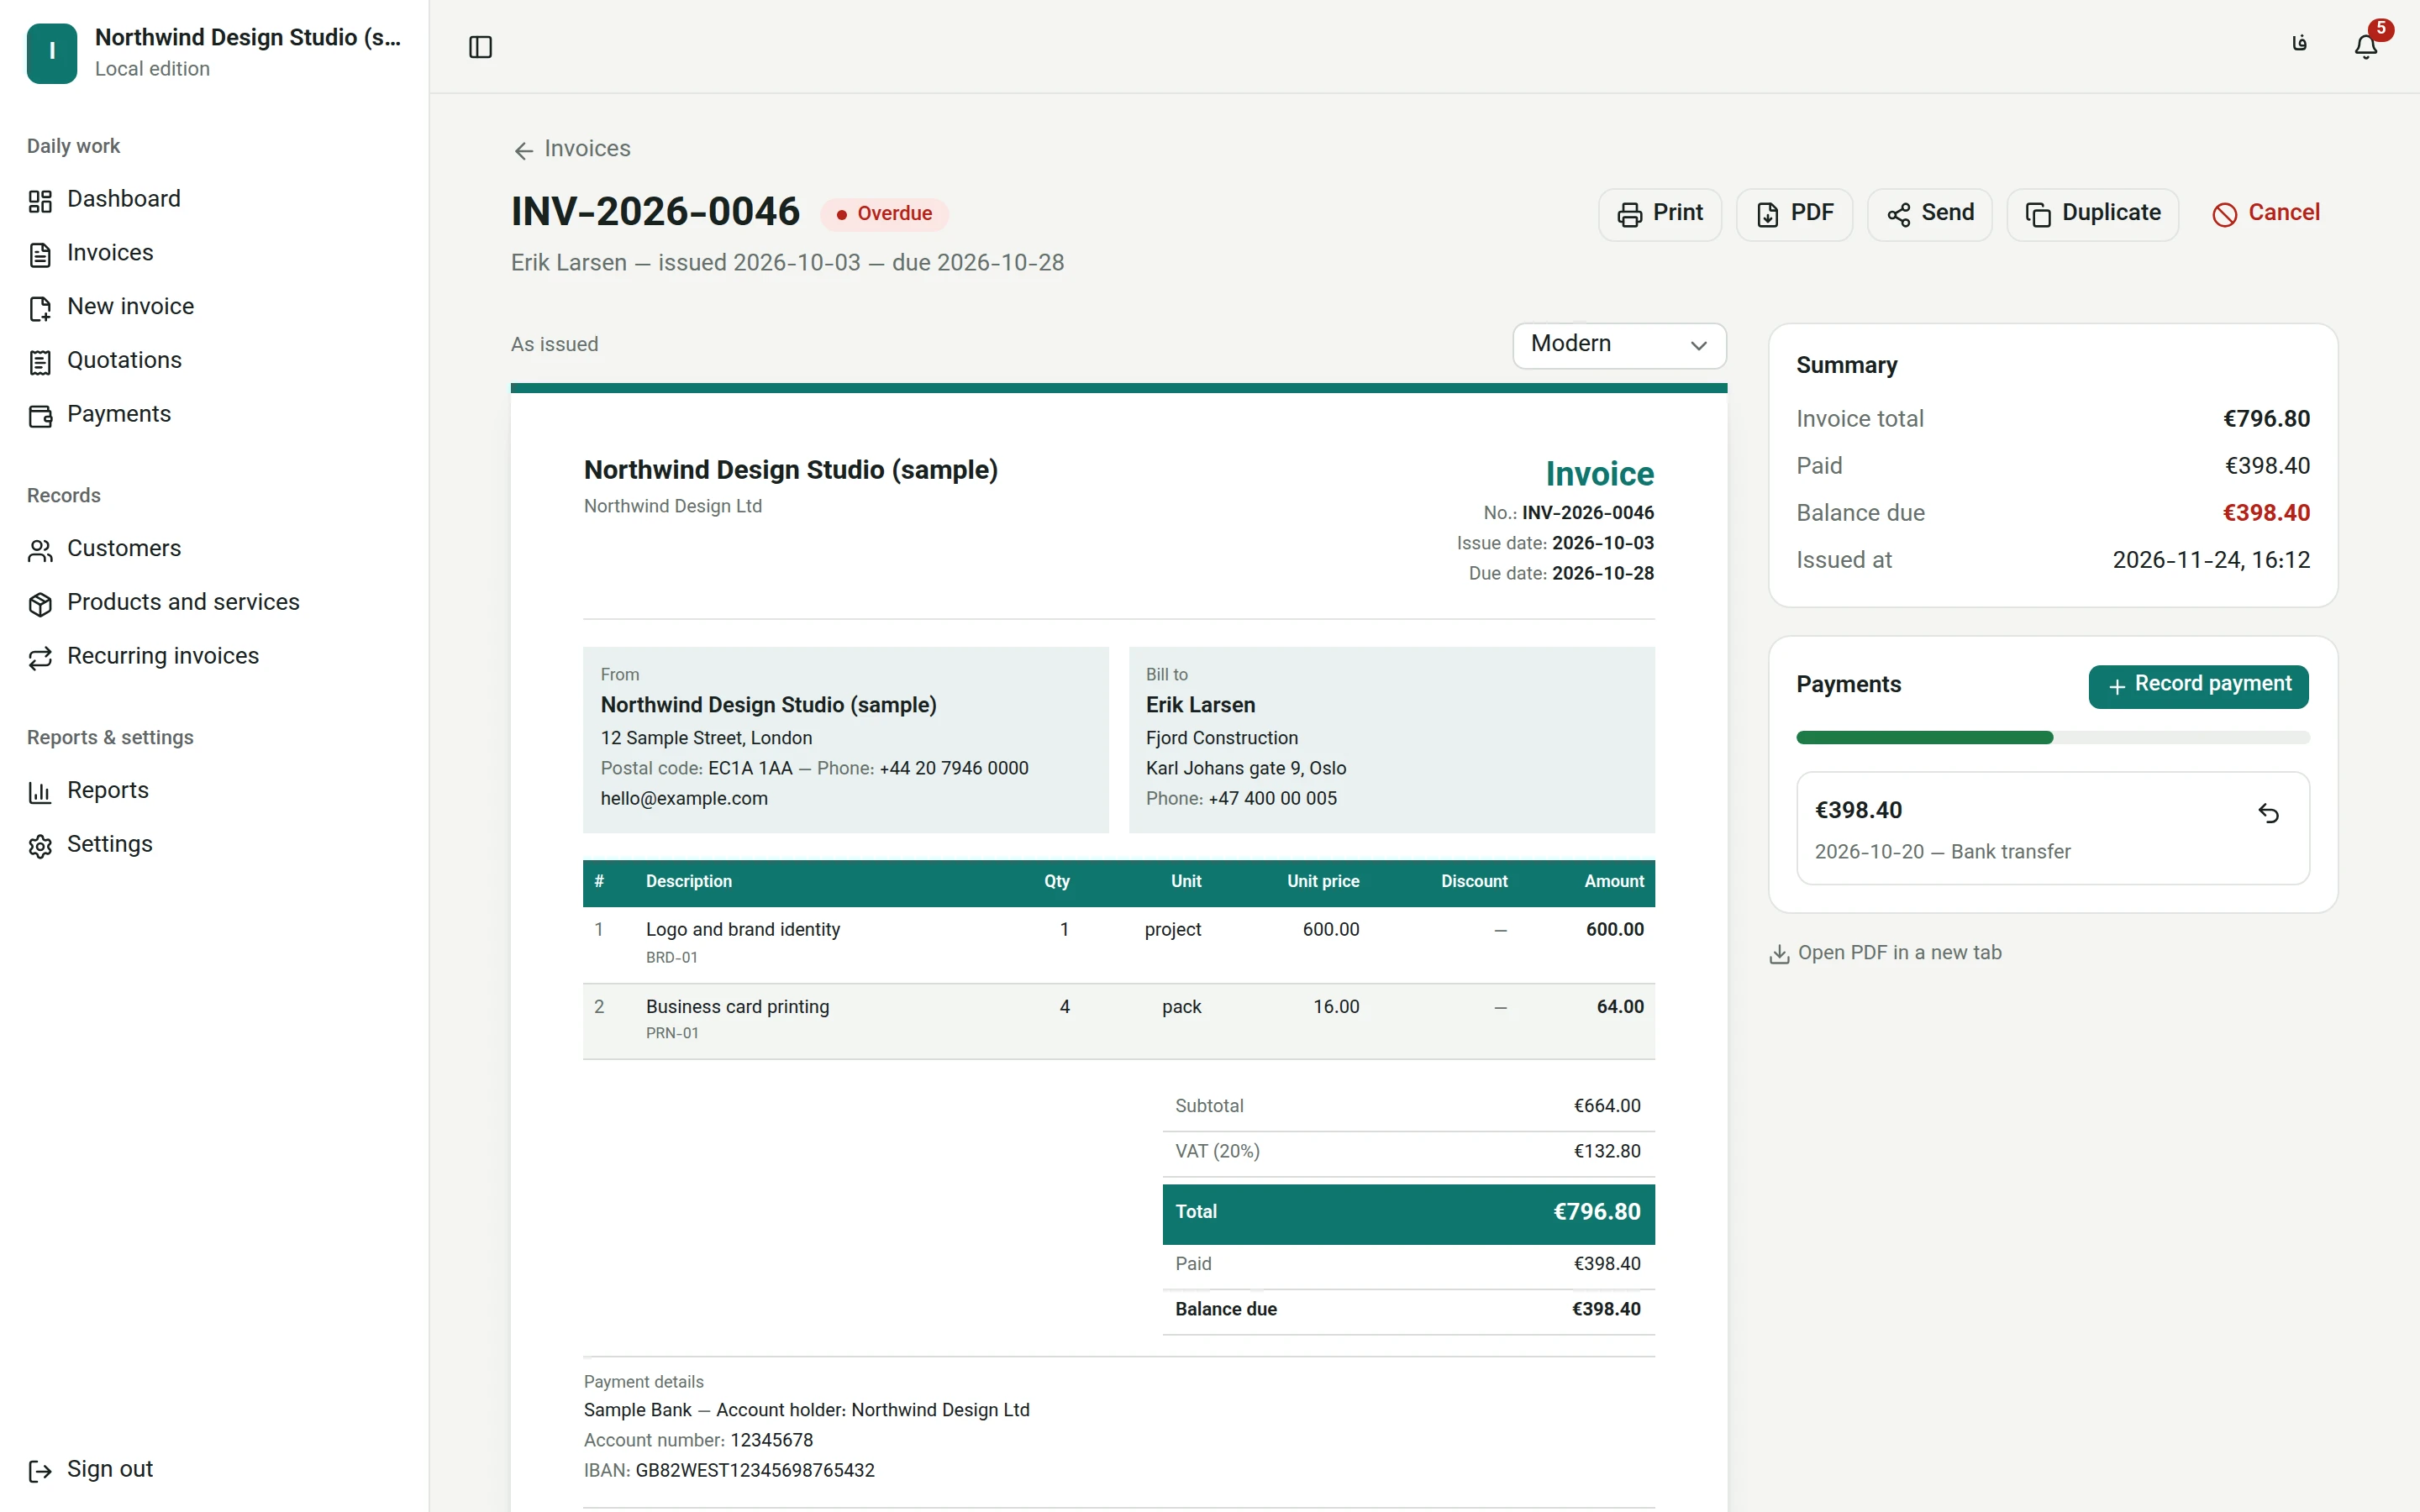 I
Northwind Design Studio (s...
Local edition
Daily work
Dashboard
Invoices
New invoice
Quotations
Payments
Records
Customers
Products and services
Recurring invoices
Reports & settings
Reports
Settings
Sign out
فا
5
Invoices
INV-2026-0046
Overdue
Erik Larsen — issued 2026-10-03 — due 2026-10-28
Print
PDF
Send
Duplicate
Cancel
As issued
Modern
Northwind Design Studio (sample)
Northwind Design Ltd
Invoice
No.: INV-2026-0046
Issue date: 2026-10-03
Due date: 2026-10-28
From
Northwind Design Studio (sample)
12 Sample Street, London
Postal code: EC1A 1AA — Phone: +44 20 7946 0000
hello@example.com
Bill to
Erik Larsen
Fjord Construction
Karl Johans gate 9, Oslo
Phone: +47 400 00 005
# Description Qty Unit Unit price Discount Amount
1 Logo and brand identity 1 project 600.00 — 600.00
BRD-01
2 Business card printing 4 pack 16.00 — 64.00
PRN-01
Subtotal €664.00
VAT (20%) €132.80
Total €796.80
Paid €398.40
Balance due €398.40
Payment details
Sample Bank — Account holder: Northwind Design Ltd
Account number: 12345678
IBAN: GB82WEST12345698765432
Summary
Invoice total €796.80
Paid €398.40
Balance due €398.40
Issued at 2026-11-24, 16:12
Payments
Record payment
€398.40
2026-10-20 — Bank transfer
Open PDF in a new tab